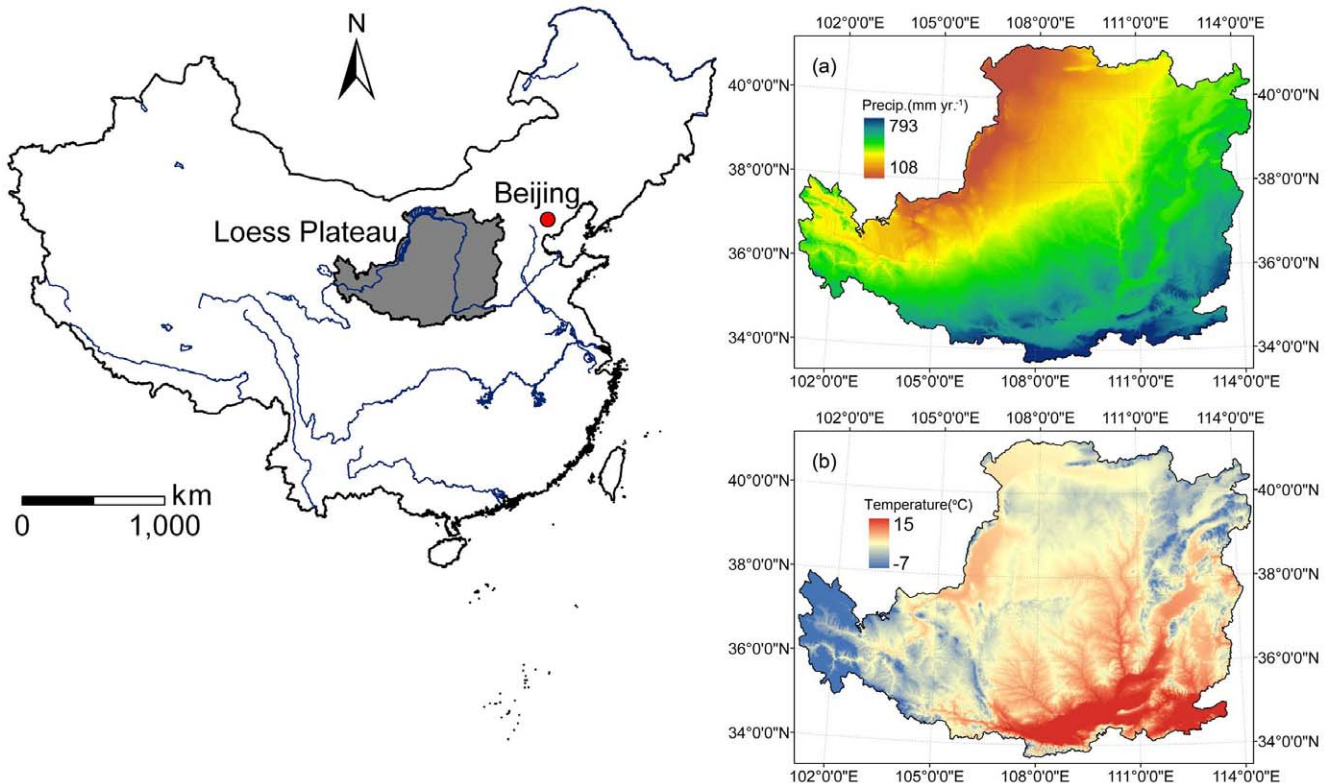 N
Beijing
Loess Plateau
km
0 1,000
102°0'0"E 105°0'0"E 108°0'0"E 111°0'0"E 114°0'0"E
(a)
40°0'0"N 40°0'0"N
Precip.(mm yr.-1)
793
108
38°0'0"N 38°0'0"N
36°0'0"N 36°0'0"N
34°0'0"N 34°0'0"N
102°0'0"E 105°0'0"E 108°0'0"E 111°0'0"E 114°0'0"E
102°0'0"E 105°0'0"E 108°0'0"E 111°0'0"E 114°0'0"E
(b)
40°0'0"N 40°0'0"N
Temperature(°C)
15
-7
38°0'0"N 38°0'0"N
36°0'0"N 36°0'0"N
34°0'0"N 34°0'0"N
102°0'0"E 105°0'0"E 108°0'0"E 111°0'0"E 114°0'0"E